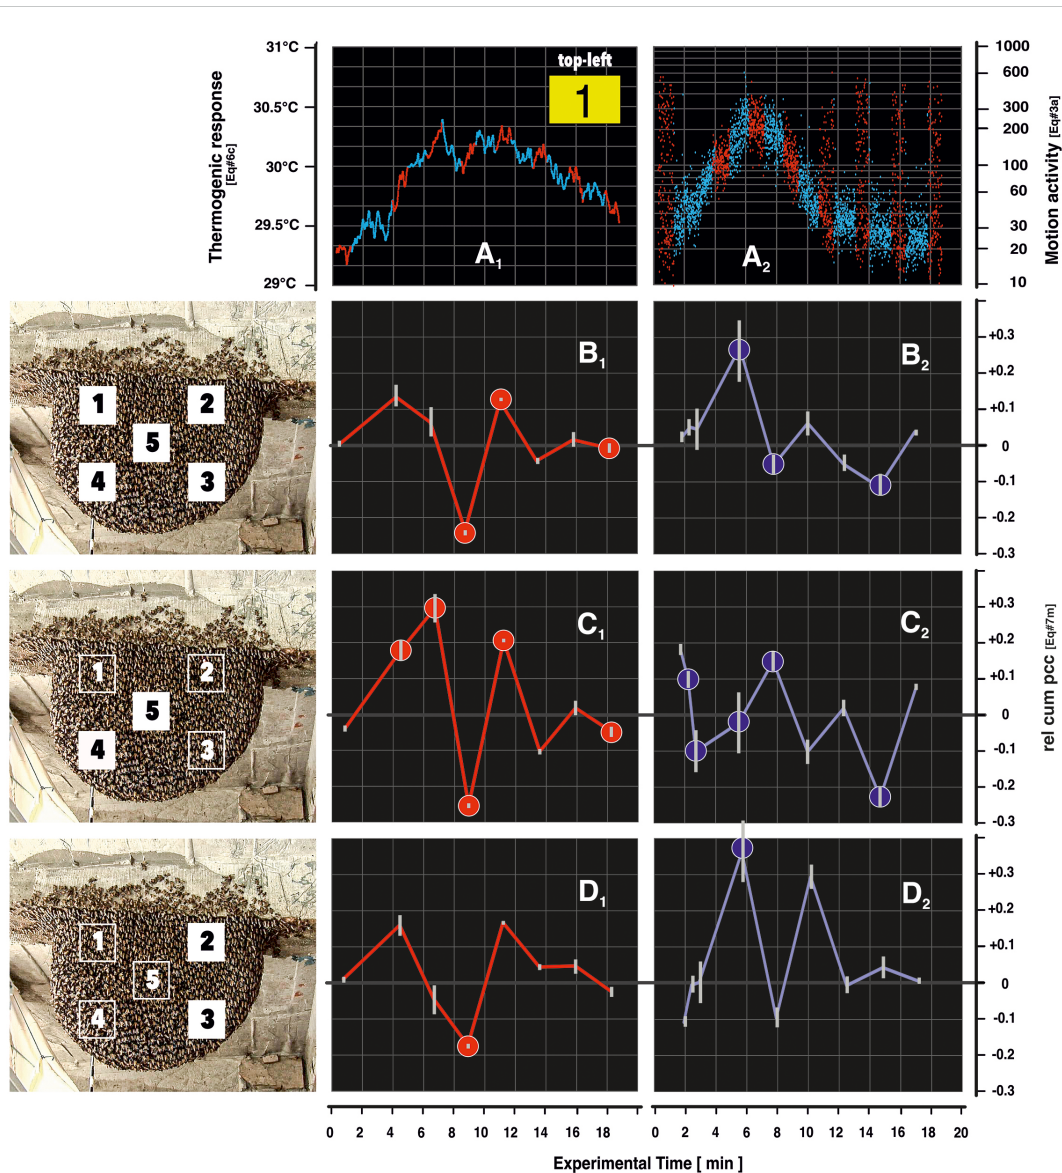 31°C
30.5°C
30°C
29.5°C
29°C
Thermogenic response
[Eq#6c]
top-left
1
A1
A2
1000
600
300
200
100
60
30
20
10
Motion activity [Eq#3a]
1
2
5
4
3
B1
B2
+0.3
+0.2
+0.1
0
-0.1
-0.2
-0.3
1
2
5
4
3
C1
C2
+0.3
+0.2
+0.1
0
-0.1
-0.2
-0.3
rel cum pcc [Eq#7m]
1
2
5
4
3
D1
D2
+0.3
+0.2
+0.1
0
-0.1
-0.2
-0.3
0 2 4 6 8 10 12 14 16 18
0 2 4 6 8 10 12 14 16 18 20
Experimental Time [ min ]